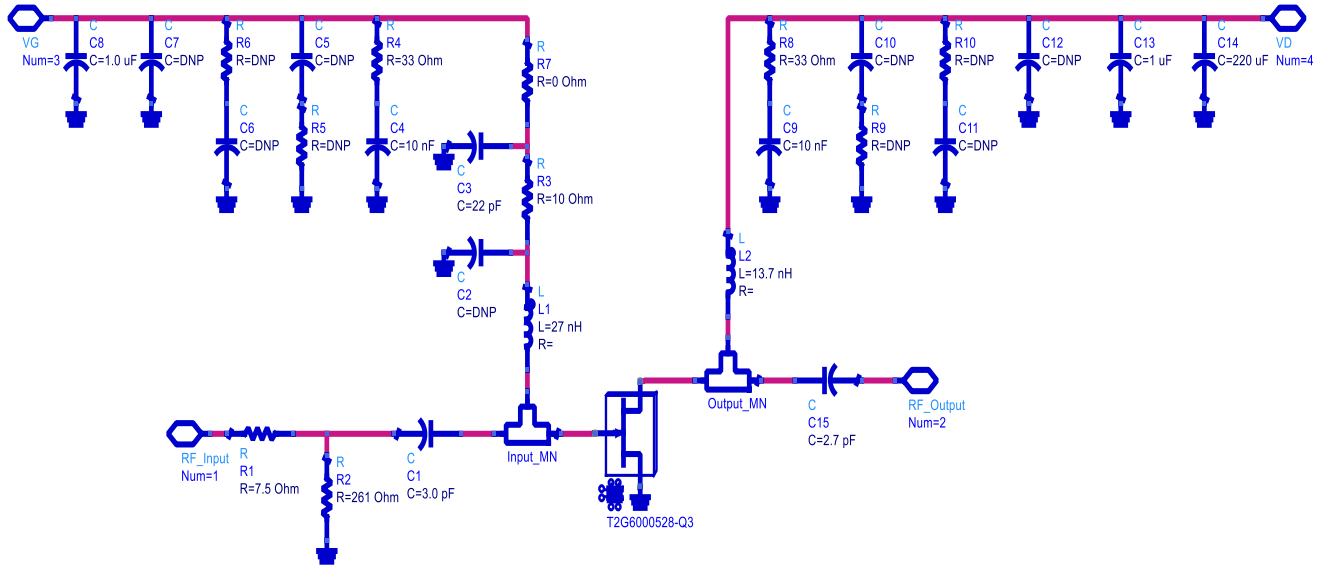 VG
Num=3
C
C8
C=1.0 uF
C
C7
C=DNP
R
R6
R=DNP
C
C6
C=DNP
C
C5
C=DNP
R
R5
R=DNP
R
R4
R=33 Ohm
C
C4
C=10 nF
R
R7
R=0 Ohm
C
C3
C=22 pF
R
R3
R=10 Ohm
C
C2
C=DNP
L
L1
L=27 nH
R=
R
R8
R=33 Ohm
C
C9
C=10 nF
C
C10
C=DNP
R
R9
R=DNP
R
R10
R=DNP
C
C11
C=DNP
C
C12
C=DNP
C
C13
C=1 uF
C
C14
C=220 uF
VD
Num=4
L
L2
L=13.7 nH
R=
RF_Input
Num=1
R
R1
R=7.5 Ohm
R
R2
R=261 Ohm
C
C1
C=3.0 pF
Input_MN
T2G6000528-Q3
Output_MN
C
C15
C=2.7 pF
RF_Output
Num=2